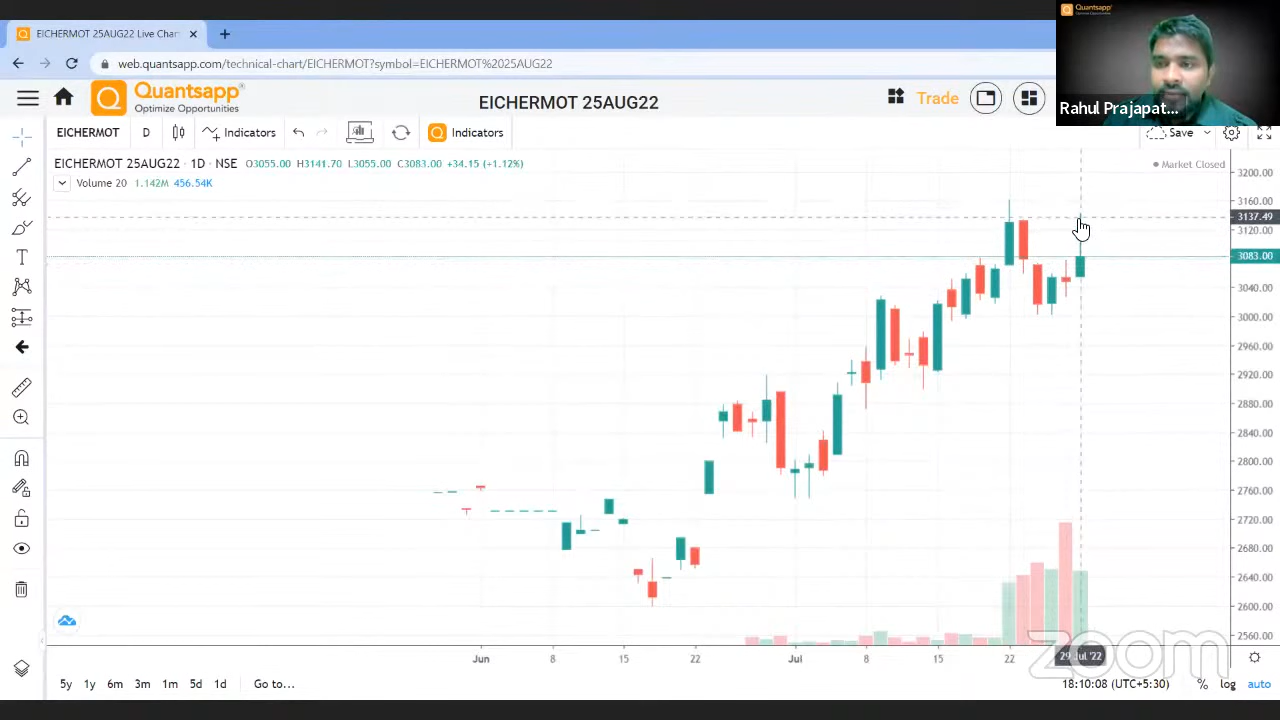 EICHERMOT 25AUG22 Live Char
web.quantsapp.com/technical-chart/EICHERMOT?symbol=EICHERMOT%2025AUG22
Quantsapp
Optimize Opportunities
EICHERMOT 25AUG22
Trade
Quantsapp
Optimize Opportunities
Rahul Prajapat...
EICHERMOT D Indicators Indicators Save
EICHERMOT 25AUG22 · 1D · NSE O3055.00 H3141.70 L3055.00 C3083.00 +34.15 (+1.12%)
Market Closed
Volume 20 1.142M 456.54K
3200.00
3160.00
3137.49
3120.00
3083.00
3040.00
3000.00
2960.00
2920.00
2880.00
2840.00
2800.00
2760.00
2720.00
2680.00
2640.00
2600.00
2560.00
zoom
Jun 8 15 22 Jul 8 15 22 29 Jul '22
5y 1y 6m 3m 1m 5d 1d Go to...
18:10:08 (UTC+5:30) % log auto